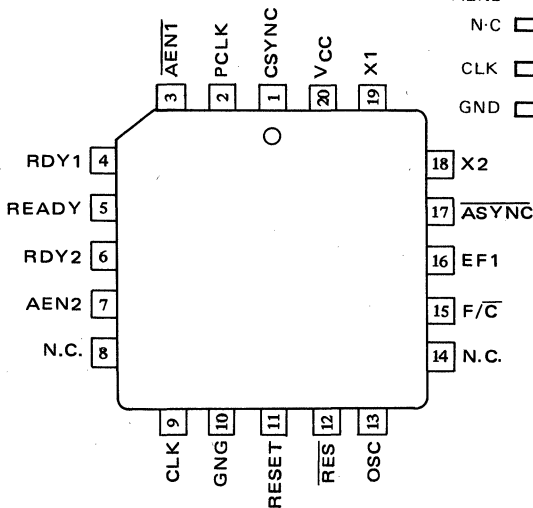 N·C
CLK
GND
AEN1
PCLK
CSYNC
VCC
X1
3
2
1
20
19
RDY1 4
READY 5
RDY2 6
AEN2 7
N.C. 8
18 X2
17 ASYNC
16 EF1
15 F/C
14 N.C.
9
10
11
12
13
CLK
GNG
RESET
RES
OSC